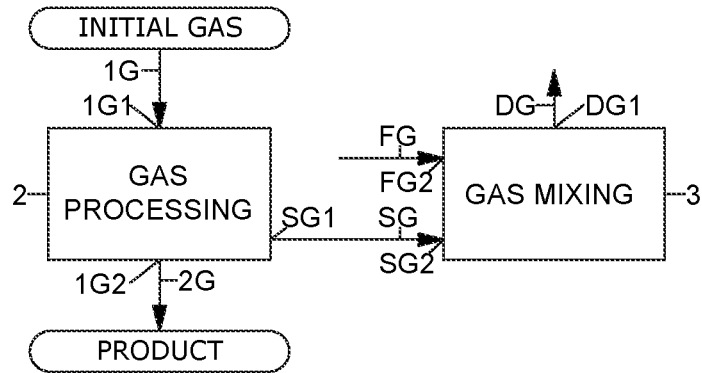 INITIAL GAS
1G
1G1
DG
DG1
FG
FG2
2
GAS
PROCESSING
GAS MIXING
3
SG1
SG
SG2
1G2
2G
PRODUCT